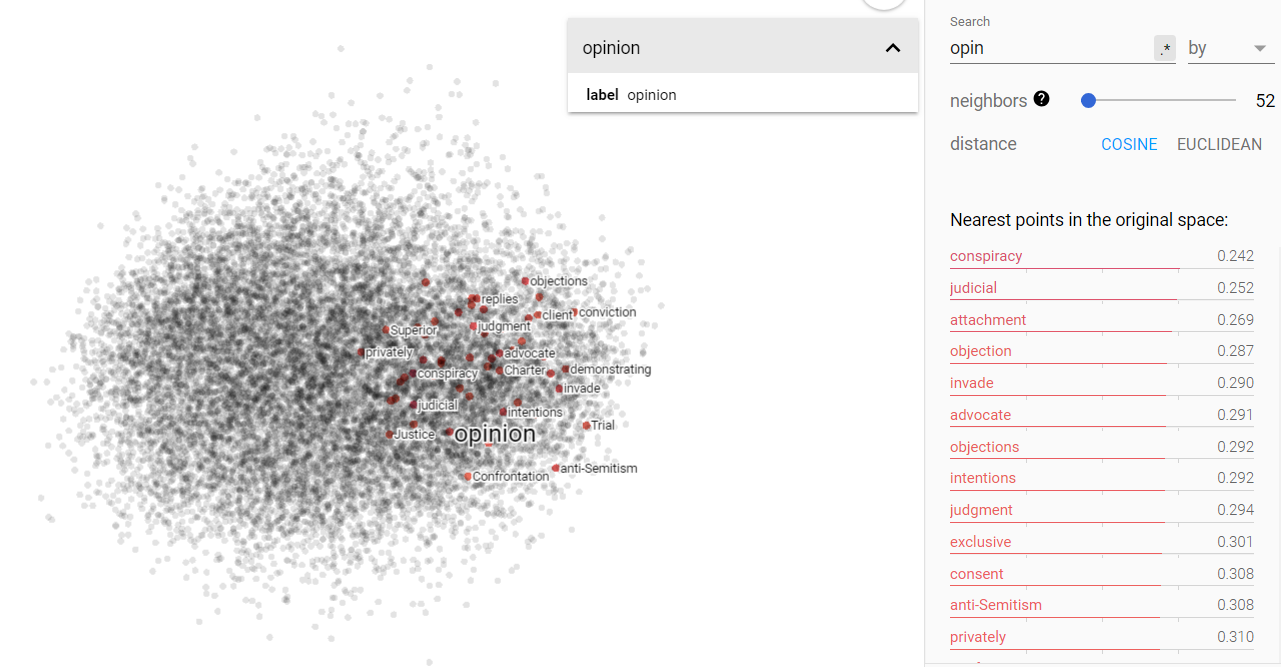 opinion
label opinion
objections
replies
client
conviction
Superior
judgment
privately
advocate
conspiracy
Charter
demonstrating
invade
judicial
intentions
Justice
opinion
Trial
Confrontation
anti-Semitism
Search
opin .* by
neighbors ? 52
distance COSINE EUCLIDEAN
Nearest points in the original space:
conspiracy 0.242
judicial 0.252
attachment 0.269
objection 0.287
invade 0.290
advocate 0.291
objections 0.292
intentions 0.292
judgment 0.294
exclusive 0.301
consent 0.308
anti-Semitism 0.308
privately 0.310